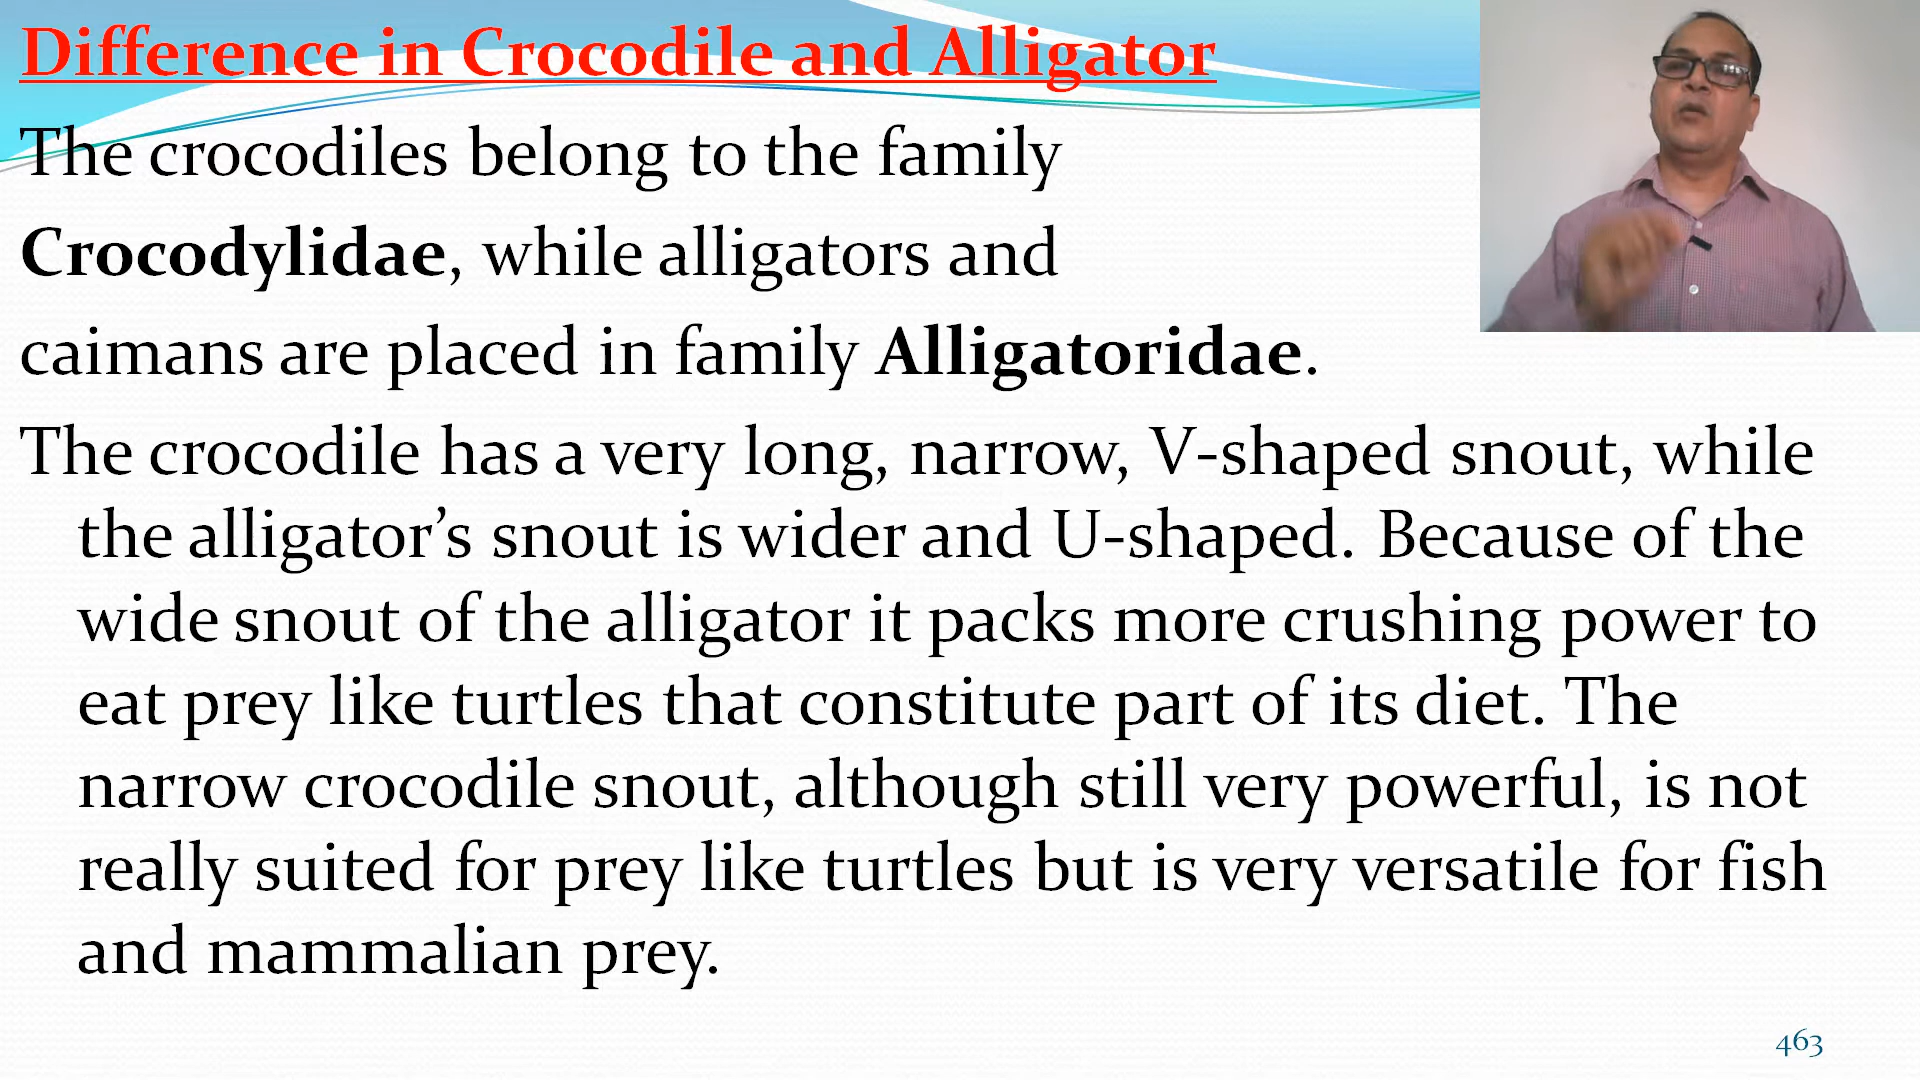 Difference in Crocodile and Alligator
The crocodiles belong to the family
Crocodylidae, while alligators and
caimans are placed in family Alligatoridae.
The crocodile has a very long, narrow, V-shaped snout, while
the alligator’s snout is wider and U-shaped. Because of the
wide snout of the alligator it packs more crushing power to
eat prey like turtles that constitute part of its diet. The
narrow crocodile snout, although still very powerful, is not
really suited for prey like turtles but is very versatile for fish
and mammalian prey.
463